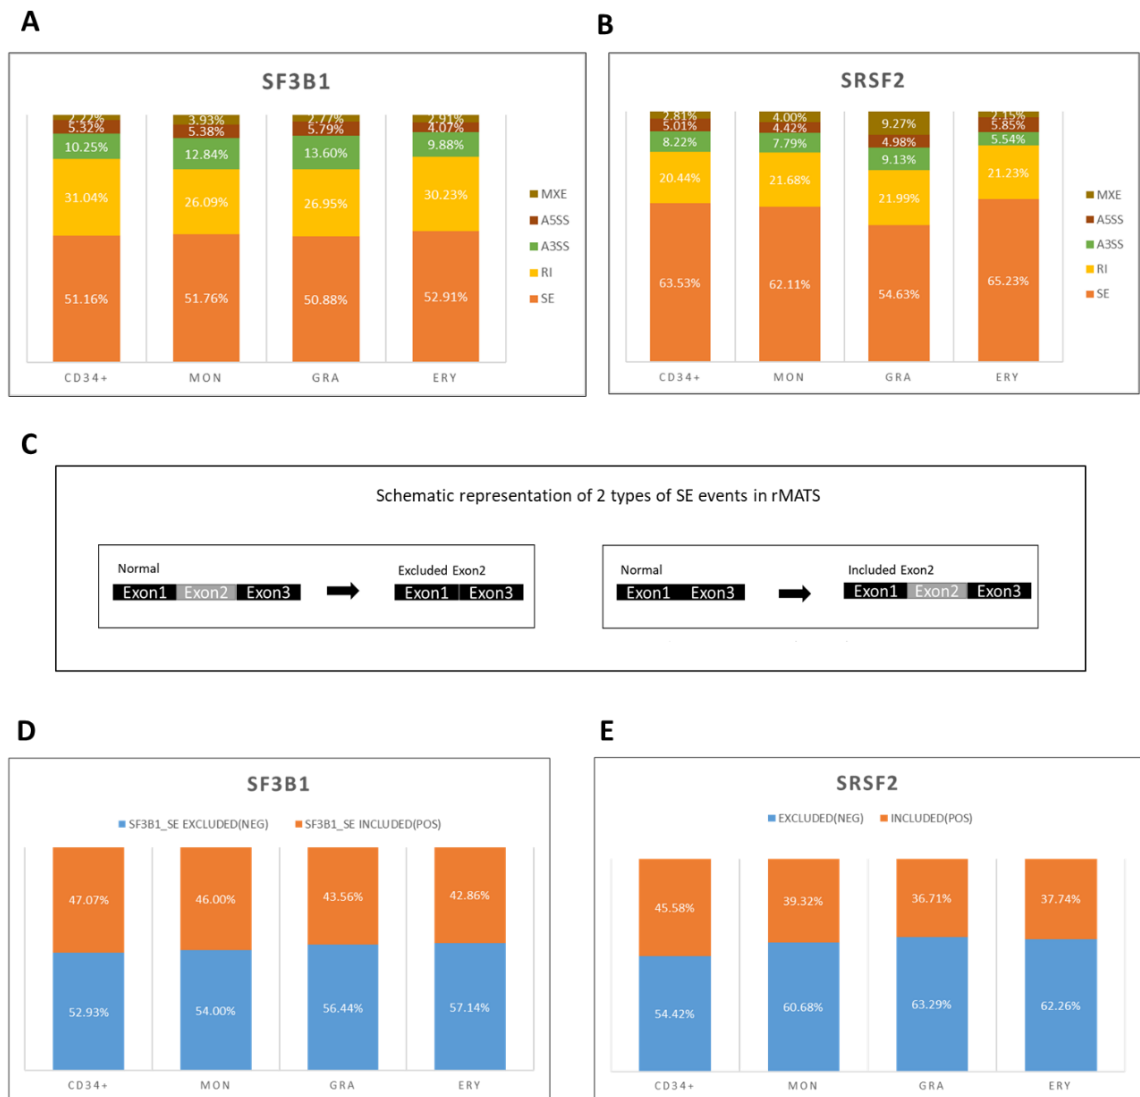 A
SF3B1
2.22% 3.93% 2.77% 2.91%
5.32% 5.38% 5.79% 4.07%
10.25% 12.84% 13.60% 9.88%
31.04% 26.09% 26.95% 30.23%
51.16% 51.76% 50.88% 52.91%
CD34+ MON GRA ERY
MXE
A5SS
A3SS
RI
SE
B
SRSF2
2.81% 4.00% 9.27% 2.15%
5.01% 4.42% 4.98% 5.85%
8.22% 7.79% 9.13% 5.54%
20.44% 21.68% 21.99% 21.23%
63.53% 62.11% 54.63% 65.23%
CD34+ MON GRA ERY
MXE
A5SS
A3SS
RI
SE
C
Schematic representation of 2 types of SE events in rMATS
Normal
Exon1 Exon2 Exon3
Excluded Exon2
Exon1 Exon3
Normal
Exon1 Exon3
Included Exon2
Exon1 Exon2 Exon3
D
SF3B1
SF3B1_SE EXCLUDED(NEG) SF3B1_SE INCLUDED(POS)
47.07% 46.00% 43.56% 42.86%
52.93% 54.00% 56.44% 57.14%
CD34+ MON GRA ERY
E
SRSF2
EXCLUDED(NEG) INCLUDED(POS)
45.58% 39.32% 36.71% 37.74%
54.42% 60.68% 63.29% 62.26%
CD34+ MON GRA ERY